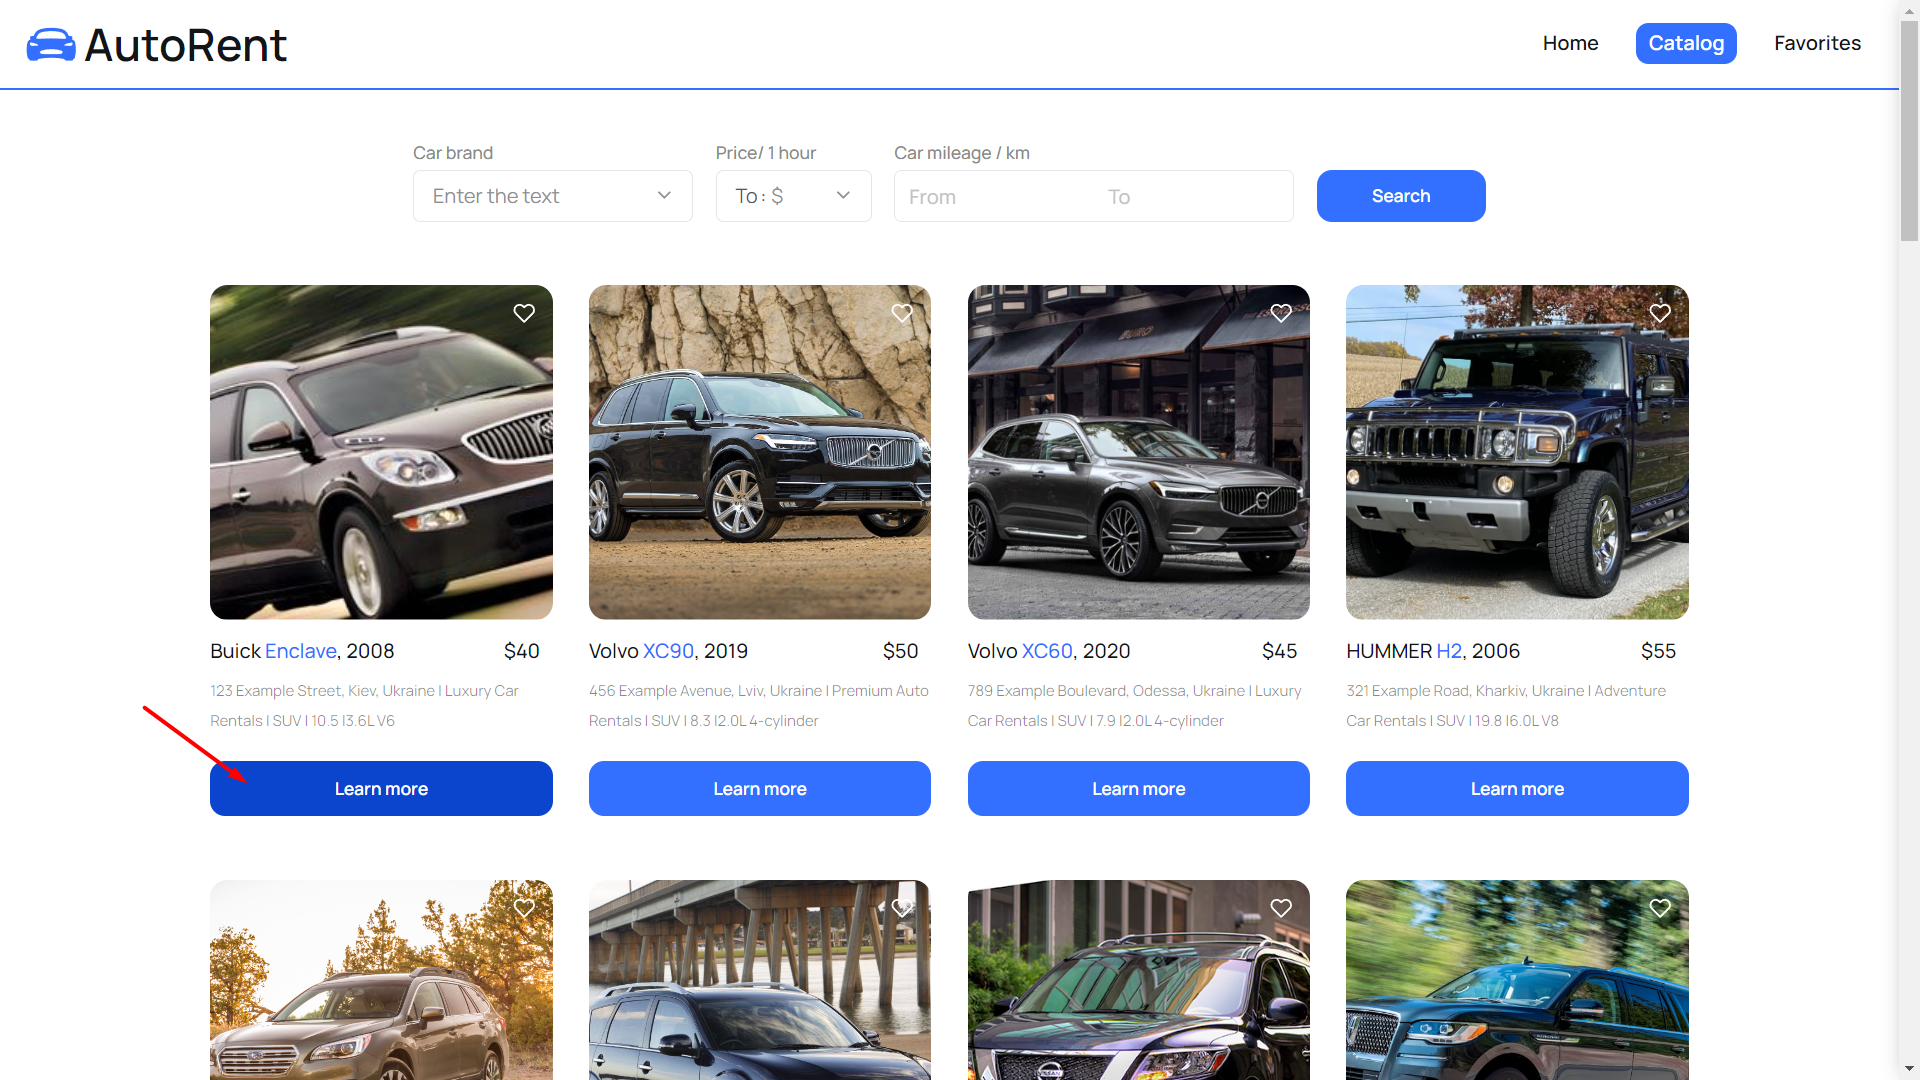 AutoRent
Home
Catalog
Favorites
Car brand
Price/ 1 hour
Car mileage / km
Enter the text
To : $
From
To
Search
Buick Enclave, 2008
$40
123 Example Street, Kiev, Ukraine | Luxury Car
Rentals | SUV | 10.5 |3.6L V6
Learn more
Volvo XC90, 2019
$50
456 Example Avenue, Lviv, Ukraine | Premium Auto
Rentals | SUV | 8.3 |2.0L 4-cylinder
Learn more
Volvo XC60, 2020
$45
789 Example Boulevard, Odessa, Ukraine | Luxury
Car Rentals | SUV | 7.9 |2.0L 4-cylinder
Learn more
HUMMER H2, 2006
$55
321 Example Road, Kharkiv, Ukraine | Adventure
Car Rentals | SUV | 19.8 |6.0L V8
Learn more
NISSAN